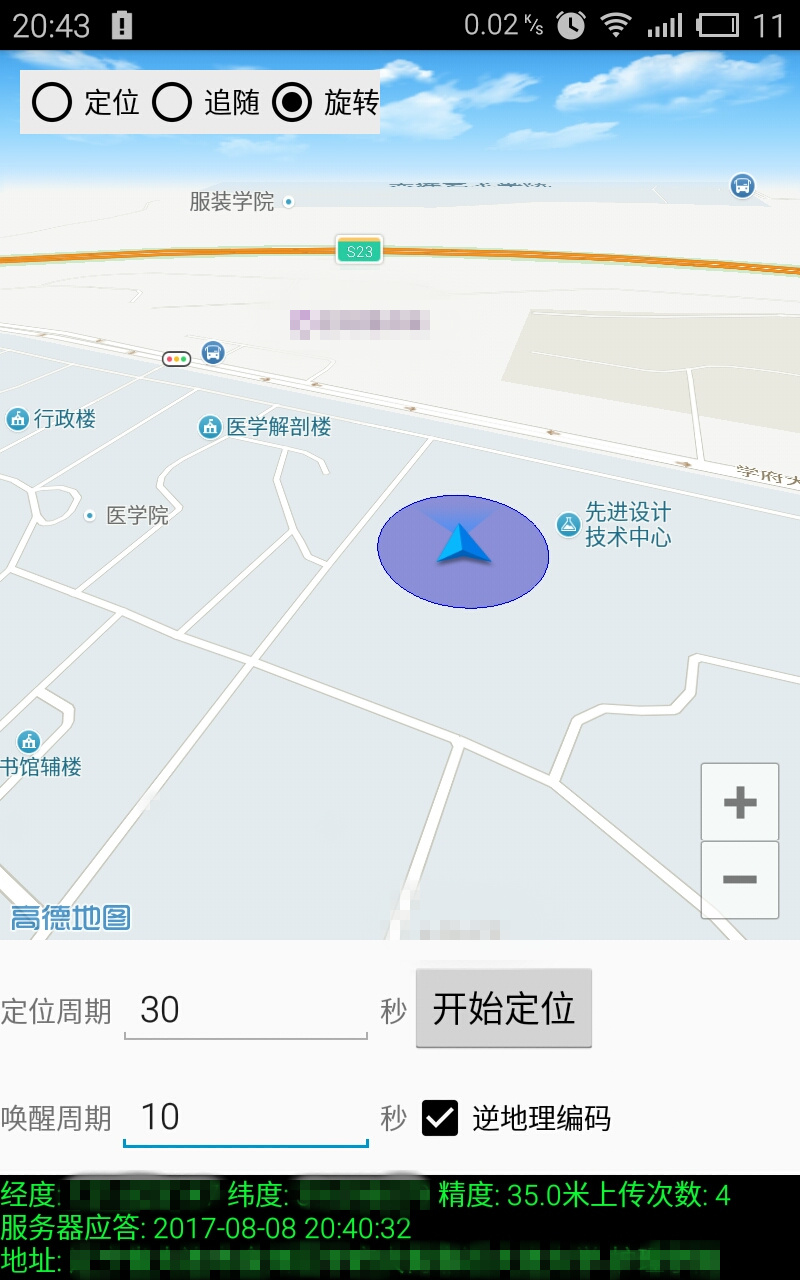 20:43 0.02 K/s 11
定位 追随 旋转
服装学院
S23
行政楼
医学解剖楼
学府大
先进设计
技术中心
医学院
书馆辅楼
高德地图
定位周期 30 秒 开始定位
唤醒周期 10 秒 逆地理编码
经度: 纬度: 精度: 35.0米上传次数: 4
服务器应答: 2017-08-08 20:40:32
地址: